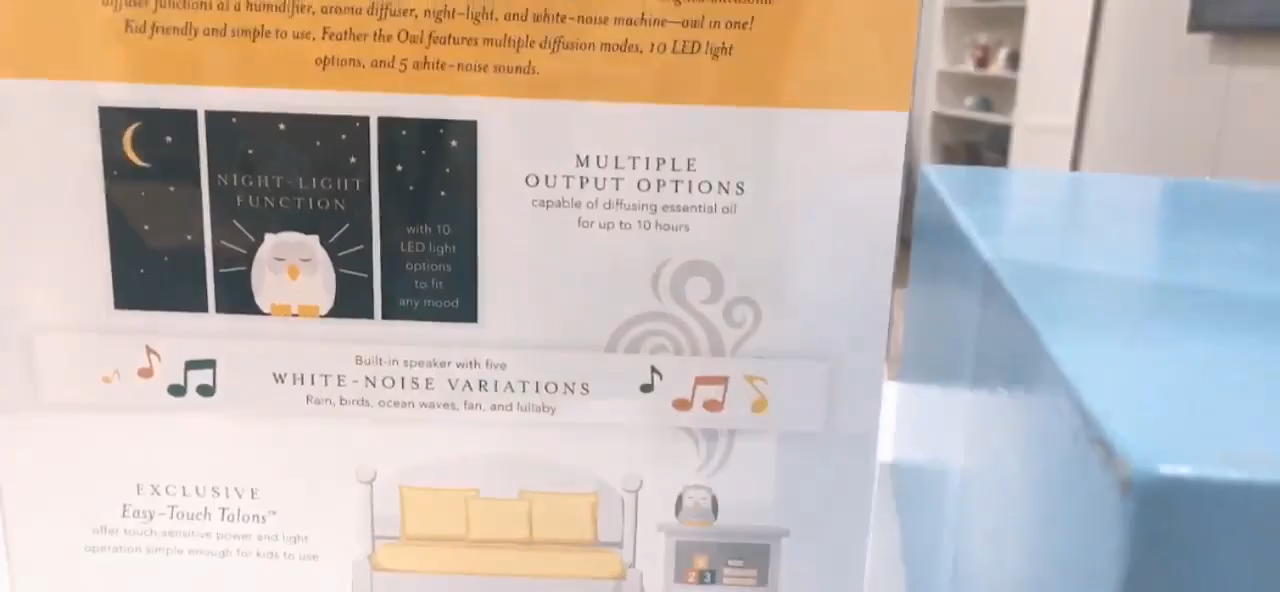 diffuser functions as a humidifier, aroma diffuser, night-light, and white-noise machine—owl in one!
Kid friendly and simple to use, Feather the Owl features multiple diffusion modes, 10 LED light
options, and 5 white-noise sounds.
NIGHT-LIGHT
FUNCTION
with 10
LED light
options
to fit
any mood
MULTIPLE
OUTPUT OPTIONS
capable of diffusing essential oil
for up to 10 hours
Built-in speaker with five
WHITE-NOISE VARIATIONS
Rain, birds, ocean waves, fan, and lullaby
EXCLUSIVE
Easy-Touch Talons™
offer touch-sensitive power and light
operation simple enough for kids to use
2 3